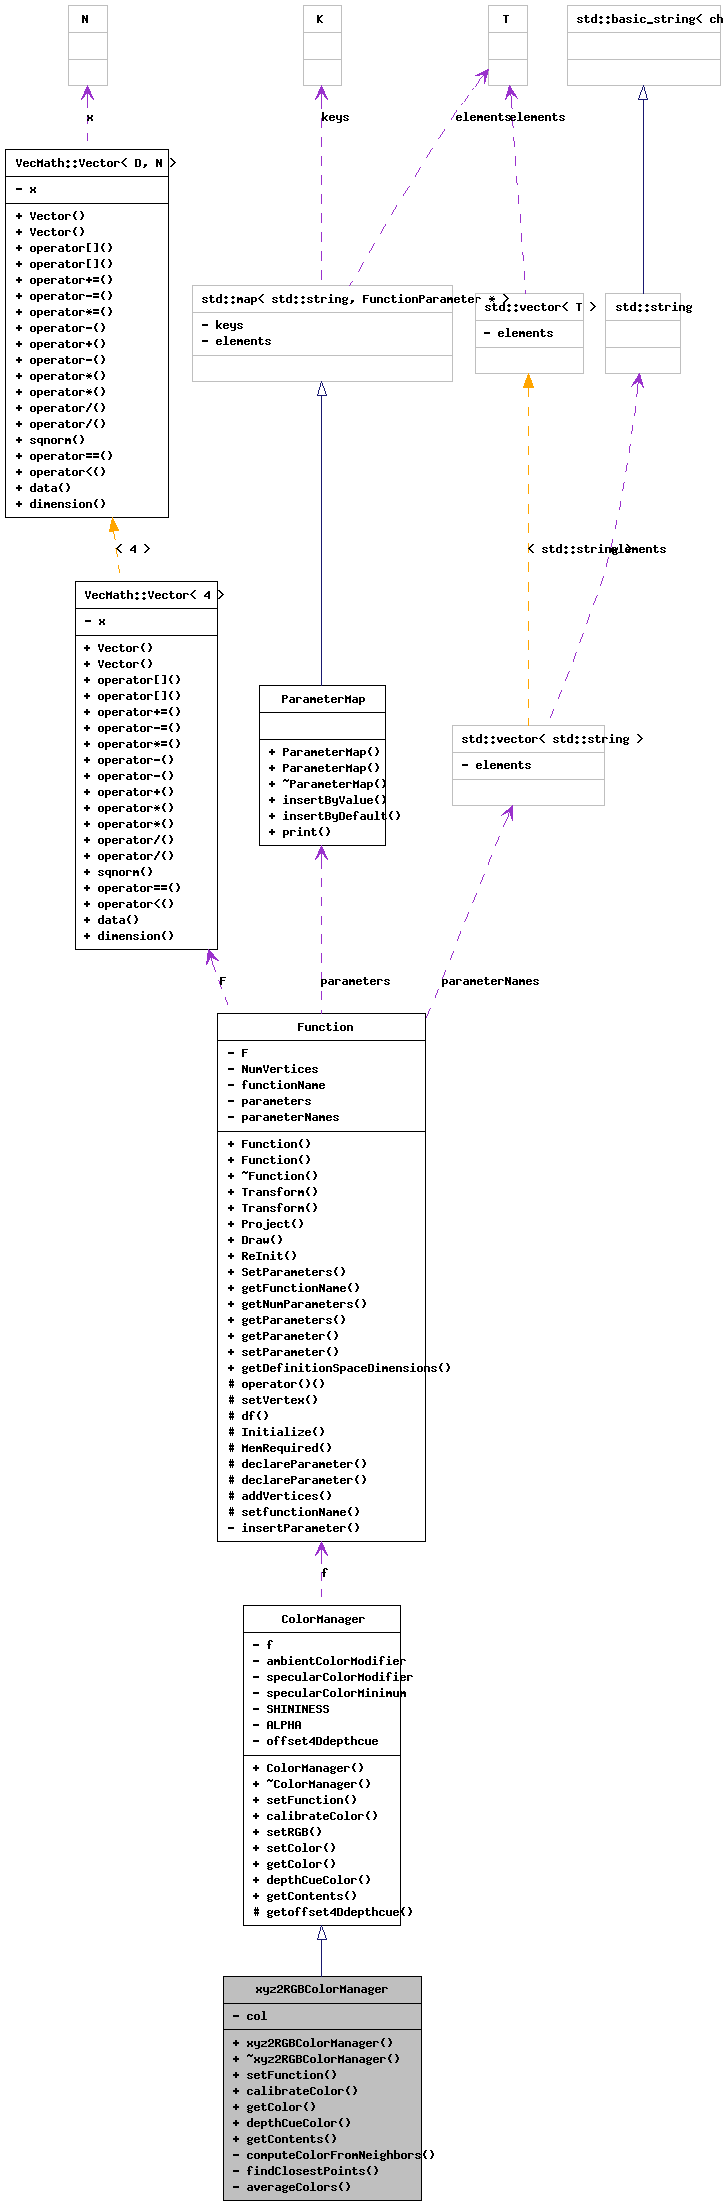 N
K
T
std::basic_string< ch
x
keys
elements
elements
VecMath::Vector< D, N >
- x
+ Vector()
+ Vector()
+ operator[]()
+ operator[]()
+ operator+=()
+ operator-=()
+ operator*=()
+ operator-()
+ operator+()
+ operator-()
+ operator*()
+ operator*()
+ operator/()
+ operator/()
+ sqnorm()
+ operator==()
+ operator<()
+ data()
+ dimension()
std::map< std::string, FunctionParameter * >
- keys
- elements
std::vector< T >
- elements
std::string
< 4 >
< std::string >
elements
VecMath::Vector< 4 >
- x
+ Vector()
+ Vector()
+ operator[]()
+ operator[]()
+ operator+=()
+ operator-=()
+ operator*=()
+ operator-()
+ operator-()
+ operator+()
+ operator*()
+ operator*()
+ operator/()
+ operator/()
+ sqnorm()
+ operator==()
+ operator<()
+ data()
+ dimension()
ParameterMap
+ ParameterMap()
+ ParameterMap()
+ ~ParameterMap()
+ insertByValue()
+ insertByDefault()
+ print()
std::vector< std::string >
- elements
F
parameters
parameterNames
Function
- F
- NumVertices
- functionName
- parameters
- parameterNames
+ Function()
+ Function()
+ ~Function()
+ Transform()
+ Transform()
+ Project()
+ Draw()
+ ReInit()
+ SetParameters()
+ getFunctionName()
+ getNumParameters()
+ getParameters()
+ getParameter()
+ setParameter()
+ getDefinitionSpaceDimensions()
# operator()()
# setVertex()
# df()
# Initialize()
# MemRequired()
# declareParameter()
# declareParameter()
# addVertices()
# setfunctionName()
- insertParameter()
f
ColorManager
- f
- ambientColorModifier
- specularColorModifier
- specularColorMinimum
- SHININESS
- ALPHA
- offset4Ddepthcue
+ ColorManager()
+ ~ColorManager()
+ setFunction()
+ calibrateColor()
+ setRGB()
+ setColor()
+ getColor()
+ depthCueColor()
+ getContents()
# getoffset4Ddepthcue()
xyz2RGBColorManager
- col
+ xyz2RGBColorManager()
+ ~xyz2RGBColorManager()
+ setFunction()
+ calibrateColor()
+ getColor()
+ depthCueColor()
+ getContents()
- computeColorFromNeighbors()
- findClosestPoints()
- averageColors()